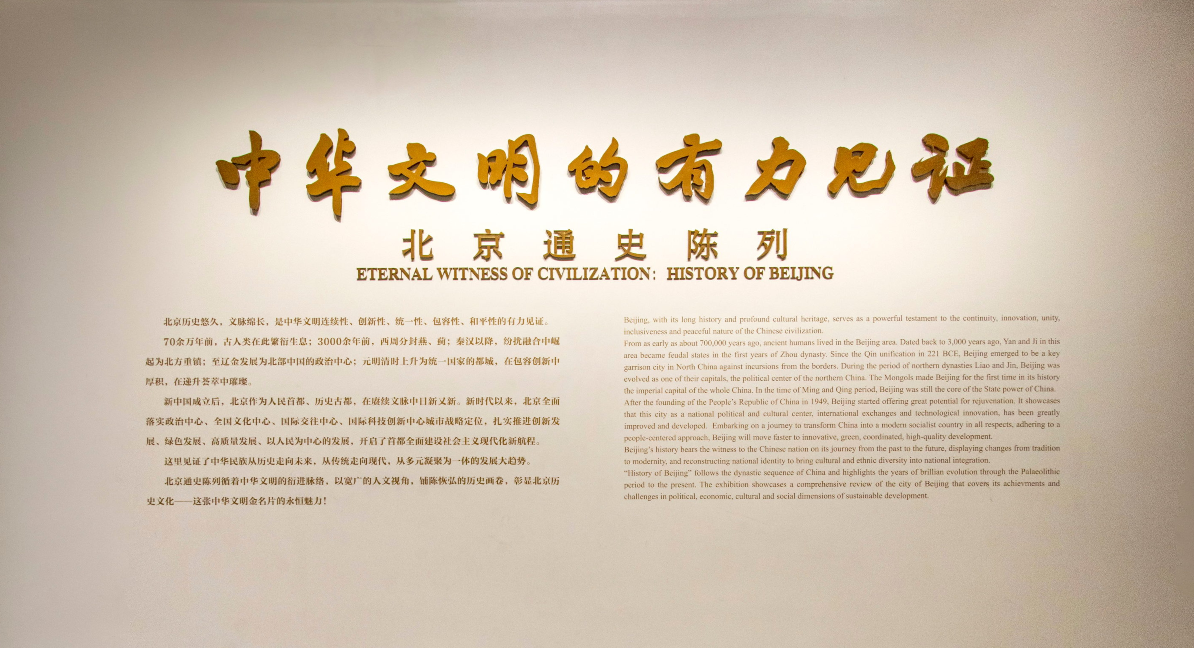 中华文明的有力见证
北京通史陈列
ETERNAL WITNESS OF CIVILIZATION: HISTORY OF BEIJING
北京历史悠久，文脉绵长，是中华文明连续性、创新性、统一性、包容性、和平性的有力见证。
70余万年前，古人类在此繁衍生息；3000余年前，西周分封燕、蓟；秦汉以降，纷扰融合中崛
起为北方重镇；至辽金发展为北部中国的政治中心；元明清时上升为统一国家的都城，在包容创新中
厚积，在递升荟萃中璀璨。
新中国成立后，北京作为人民首都、历史古都，在赓续文脉中日新又新。新时代以来，北京全面
落实政治中心、全国文化中心、国际交往中心、国际科技创新中心城市战略定位，扎实推进创新发
展、绿色发展、高质量发展、以人民为中心的发展，开启了首都全面建设社会主义现代化新航程。
这里见证了中华民族从历史走向未来，从传统走向现代，从多元凝聚为一体的发展大趋势。
北京通史陈列循着中华文明的衍进脉络，以宽广的人文视角，铺陈恢弘的历史画卷，彰显北京历
史文化——这张中华文明金名片的永恒魅力！
Beijing, with its long history and profound cultural heritage, serves as a powerful testament to the continuity, innovation, unity,
inclusiveness and peaceful nature of the Chinese civilization.
From as early as about 700,000 years ago, ancient humans lived in the Beijing area. Dated back to 3,000 years ago, Yan and Ji in this
area became feudal states in the first years of Zhou dynasty. Since the Qin unification in 221 BCE, Beijing emerged to be a key
garrison city in North China against incursions from the borders. During the period of northern dynasties Liao and Jin, Beijing was
evolved as one of their capitals, the political center of the northern China. The Mongols made Beijing for the first time in its history
the imperial capital of the whole China. In the time of Ming and Qing period, Beijing was still the core of the State power of China.
After the founding of the People's Republic of China in 1949, Beijing started offering great potential for rejuvenation. It showcases
that this city as a national political and cultural center, international exchanges and technological innovation, has been greatly
improved and developed. Embarking on a journey to transform China into a modern socialist country in all respects, adhering to a
people-centered approach, Beijing will move faster to innovative, green, coordinated, high-quality development.
Beijing's history bears the witness to the Chinese nation on its journey from the past to the future, displaying changes from tradition
to modernity, and reconstructing national identity to bring cultural and ethnic diversity into national integration.
"History of Beijing" follows the dynastic sequence of China and highlights the years of brillian evolution through the Palaeolithic
period to the present. The exhibition showcases a comprehensive review of the city of Beijing that covers its achievments and
challenges in political, economic, cultural and social dimensions of sustainable development.